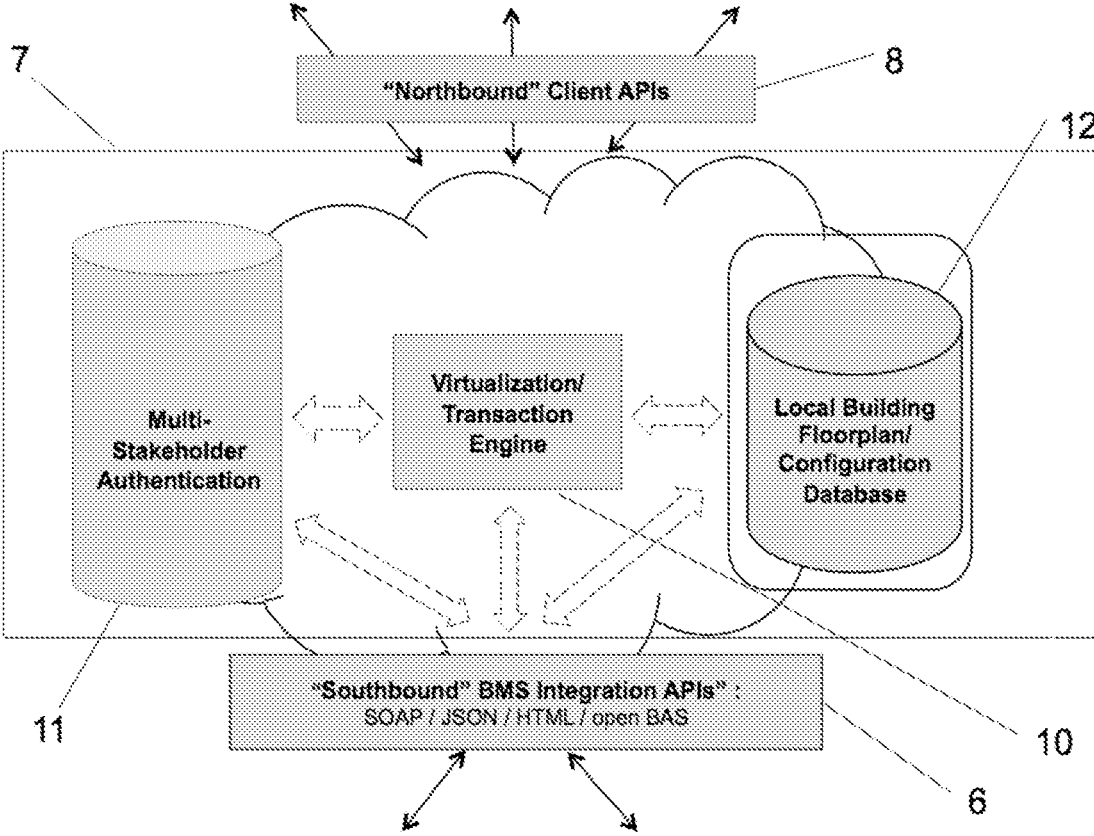 7
8
"Northbound" Client APIs
12
Multi-
Stakeholder
Authentication
Virtualization/
Transaction
Engine
Local Building
Floorplan/
Configuration
Database
"Southbound" BMS Integration APIs" :
SOAP / JSON / HTML / open BAS
11
10
6